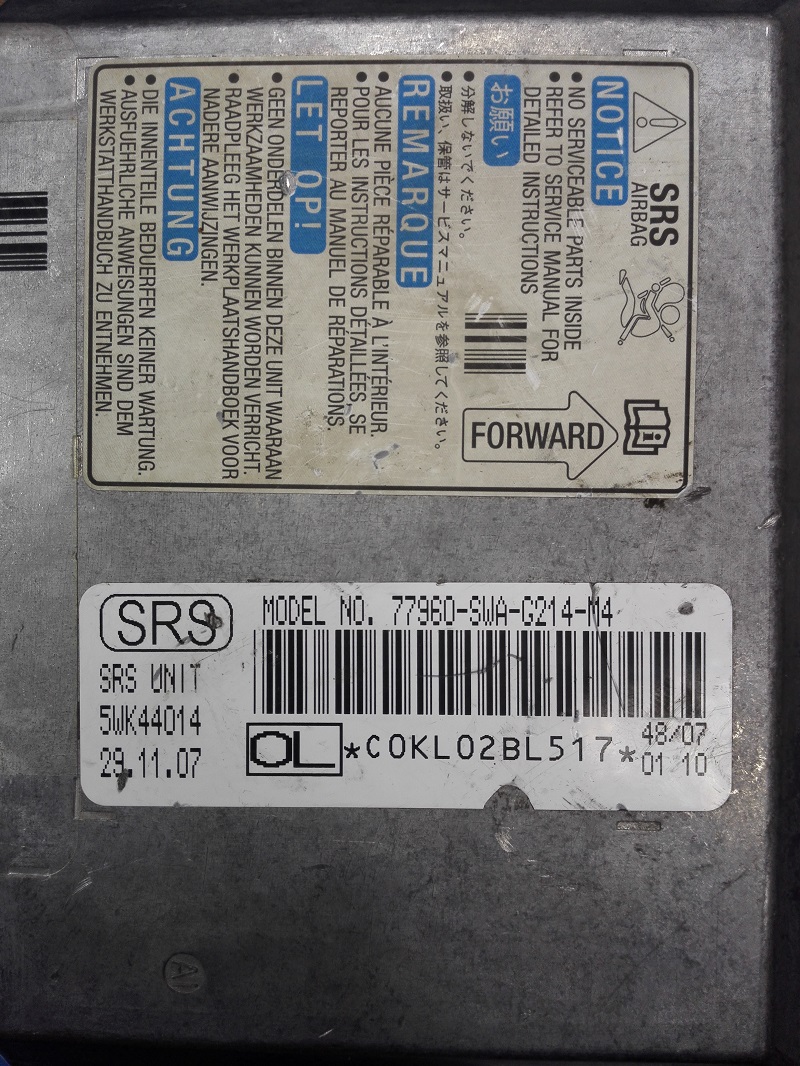 SRS
AIRBAG
NOTICE
● NO SERVICEABLE PARTS INSIDE
● REFER TO SERVICE MANUAL FOR
DETAILED INSTRUCTIONS
FORWARD
お願い
● 分解しないでください。
● 取扱い、保管はサービスマニュアルを参照してください。
REMARQUE
● AUCUNE PIÈCE RÉPARABLE À L'INTÉRIEUR.
● POUR LES INSTRUCTIONS DÉTAILLÉES, SE
REPORTER AU MANUEL DE RÉPARATIONS.
LET OP!
● GEEN ONDERDELEN BINNEN DEZE UNIT WAARAAN
WERKZAAMHEDEN KUNNEN WORDEN VERRICHT.
● RAADPLEEG HET WERKPLAATSHANDBOEK VOOR
NADERE AANWIJZINGEN.
ACHTUNG
● DIE INNENTEILE BEDUERFEN KEINER WARTUNG.
● AUSFUEHRLICHE ANWEISUNGEN SIND DEM
WERKSTATTHANDBUCH ZU ENTNEHMEN.
SRS
MODEL NO. 77960-SWA-G214-M4
SRS UNIT
5WK44014
29.11.07
OL
*COKL02BL517*
48/07
01 10